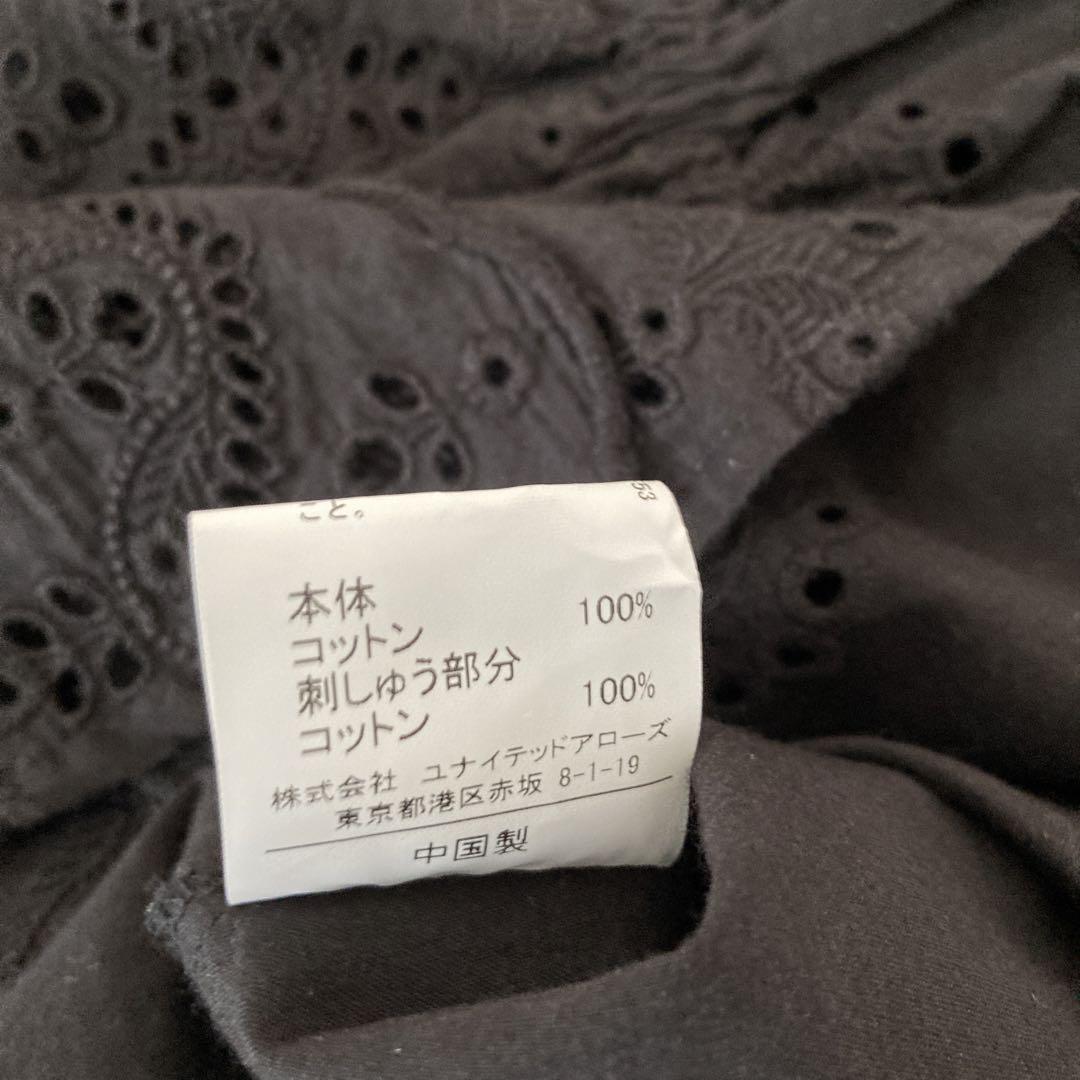 こと。
53
本体
コットン 100%
刺しゅう部分
コットン 100%
株式会社 ユナイテッドアローズ
東京都港区赤坂 8-1-19
中国製